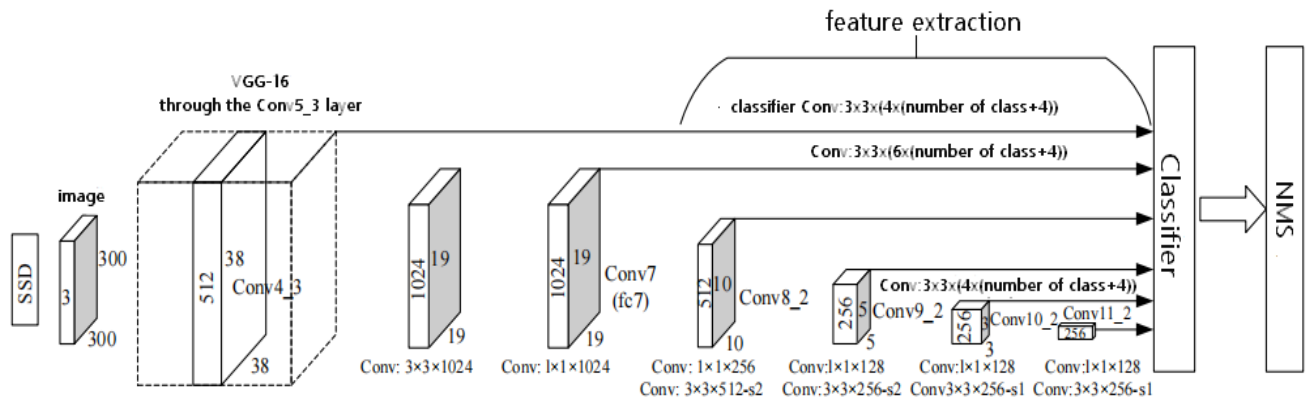 feature extraction
VGG-16
through the Conv5_3 layer
classifier Conv:3x3x(4x(number of class+4))
Conv:3x3x(6x(number of class+4))
image
SSD
3
300
300
512
38
38
Conv4_3
1024
19
19
1024
19
19
Conv7
(fc7)
512
10
10
Conv8_2
256
5
5
Conv9_2
Conv:3x3x(4x(number of class+4))
256
3
3
Conv10_2
Conv11_2
256
Classifier
NMS
Conv: 3×3×1024
Conv: 1×1×1024
Conv: 1×1×256
Conv: 3×3×512-s2
Conv:1×1×128
Conv:3×3×256-s2
Conv:1×1×128
Conv3×3×256-s1
Conv:1×1×128
Conv:3×3×256-s1